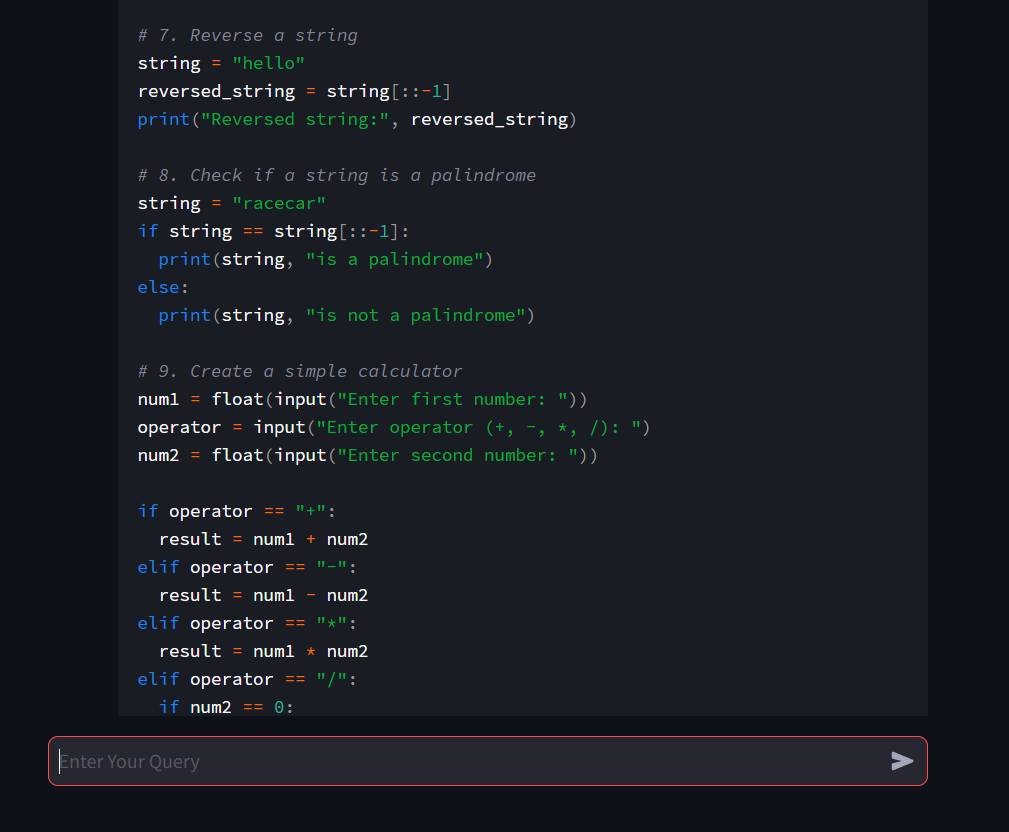 # 7. Reverse a string
string = "hello"
reversed_string = string[::-1]
print("Reversed string:", reversed_string)

# 8. Check if a string is a palindrome
string = "racecar"
if string == string[::-1]:
  print(string, "is a palindrome")
else:
  print(string, "is not a palindrome")

# 9. Create a simple calculator
num1 = float(input("Enter first number: "))
operator = input("Enter operator (+, -, *, /): ")
num2 = float(input("Enter second number: "))

if operator == "+":
  result = num1 + num2
elif operator == "-":
  result = num1 - num2
elif operator == "*":
  result = num1 * num2
elif operator == "/":
  if num2 == 0:
Enter Your Query